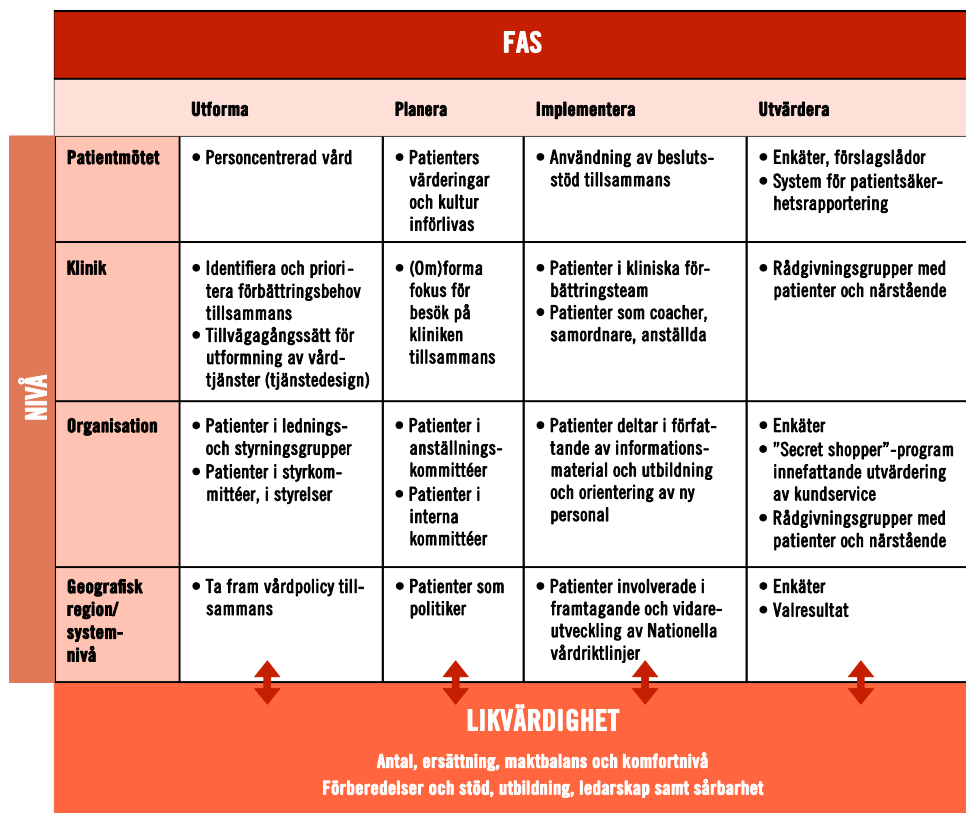 FAS
Utforma
Planera
Implementera
Utvärdera
NIVÅ
Patientmötet
• Personcentrerad vård
• Patienters
värderingar
och kultur
införlivas
• Användning av besluts-
stöd tillsammans
• Enkäter, förslagslådor
• System för patientsäker-
hetsrapportering
Klinik
• Identifiera och priori-
tera förbättringsbehov
tillsammans
• Tillvägagångssätt för
utformning av vård-
tjänster (tjänstedesign)
• (Om)forma
fokus för
besök på
kliniken
tillsammans
• Patienter i kliniska för-
bättringsteam
• Patienter som coacher,
samordnare, anställda
• Rådgivningsgrupper med
patienter och närstående
Organisation
• Patienter i lednings-
och styrningsgrupper
• Patienter i styrkom-
mittéer, i styrelser
• Patienter i
anställnings-
kommittéer
• Patienter i
interna
kommittéer
• Patienter deltar i förfat-
tande av informations-
material och utbildning
och orientering av ny
personal
• Enkäter
• ”Secret shopper”-program
innefattande utvärdering
av kundservice
• Rådgivningsgrupper med
patienter och närstående
Geografisk
region/
system-
nivå
• Ta fram vårdpolicy till-
sammans
• Patienter som
politiker
• Patienter involverade i
framtagande och vidare-
utveckling av Nationella
vårdriktlinjer
• Enkäter
• Valresultat
LIKVÄRDIGHET
Antal, ersättning, maktbalans och komfortnivå
Förberedelser och stöd, utbildning, ledarskap samt sårbarhet